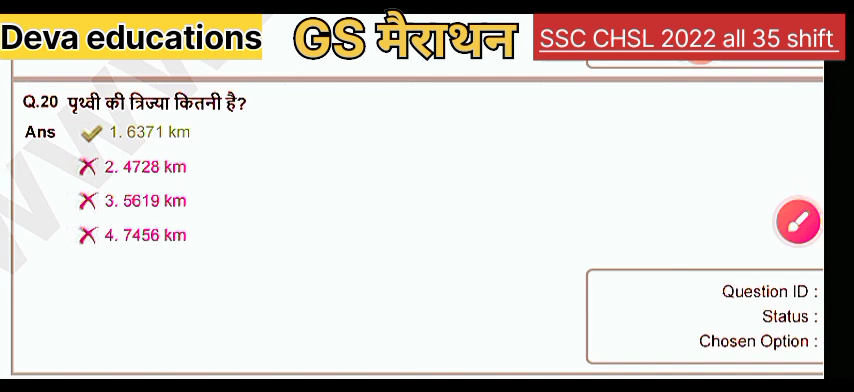 Deva educations GS मैराथन SSC CHSL 2022 all 35 shift
Q.20 पृथ्वी की त्रिज्या कितनी है?
Ans 1. 6371 km
2. 4728 km
3. 5619 km
4. 7456 km
Question ID :
Status :
Chosen Option :